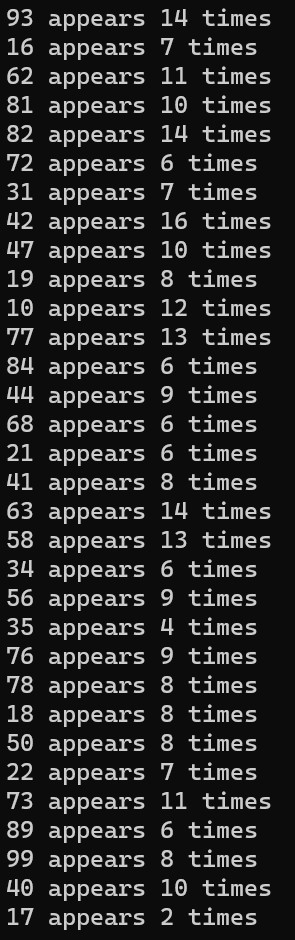 93 appears 14 times
16 appears 7 times
62 appears 11 times
81 appears 10 times
82 appears 14 times
72 appears 6 times
31 appears 7 times
42 appears 16 times
47 appears 10 times
19 appears 8 times
10 appears 12 times
77 appears 13 times
84 appears 6 times
44 appears 9 times
68 appears 6 times
21 appears 6 times
41 appears 8 times
63 appears 14 times
58 appears 13 times
34 appears 6 times
56 appears 9 times
35 appears 4 times
76 appears 9 times
78 appears 8 times
18 appears 8 times
50 appears 8 times
22 appears 7 times
73 appears 11 times
89 appears 6 times
99 appears 8 times
40 appears 10 times
17 appears 2 times